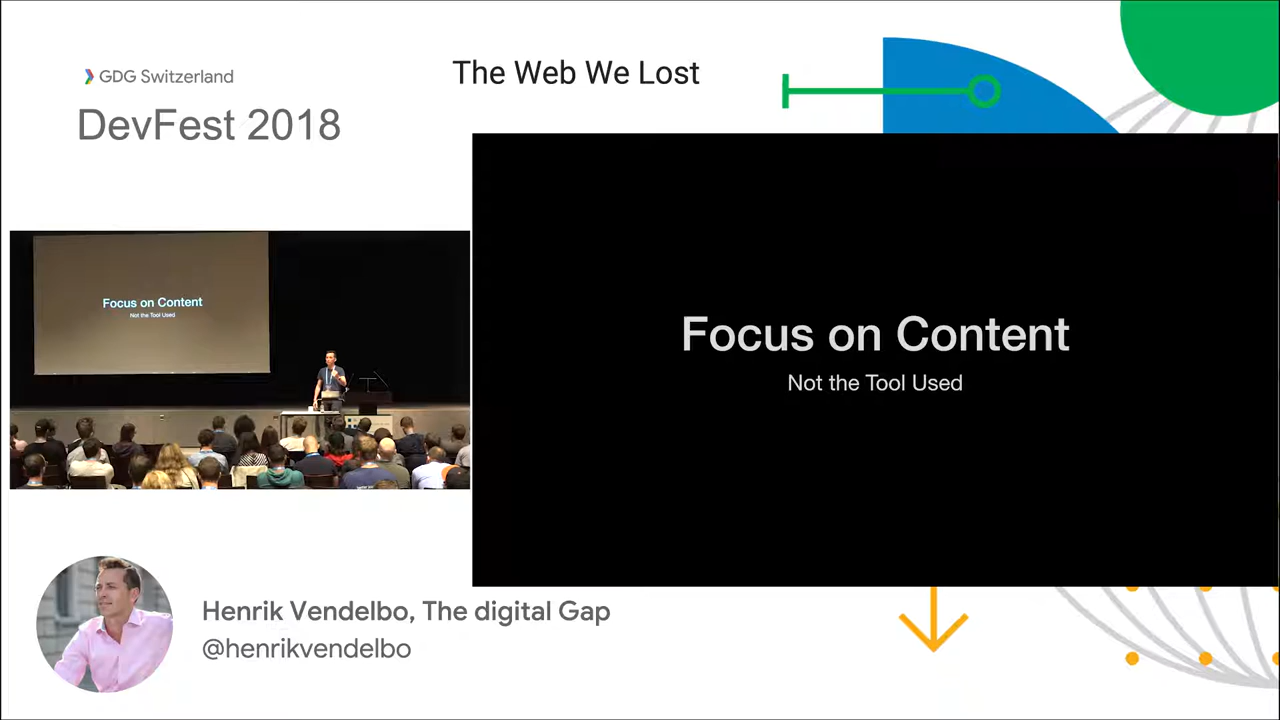 GDG Switzerland
DevFest 2018
The Web We Lost
Focus on Content
Not the Tool Used
Focus on Content
Not the Tool Used
Henrik Vendelbo, The digital Gap
@henrikvendelbo